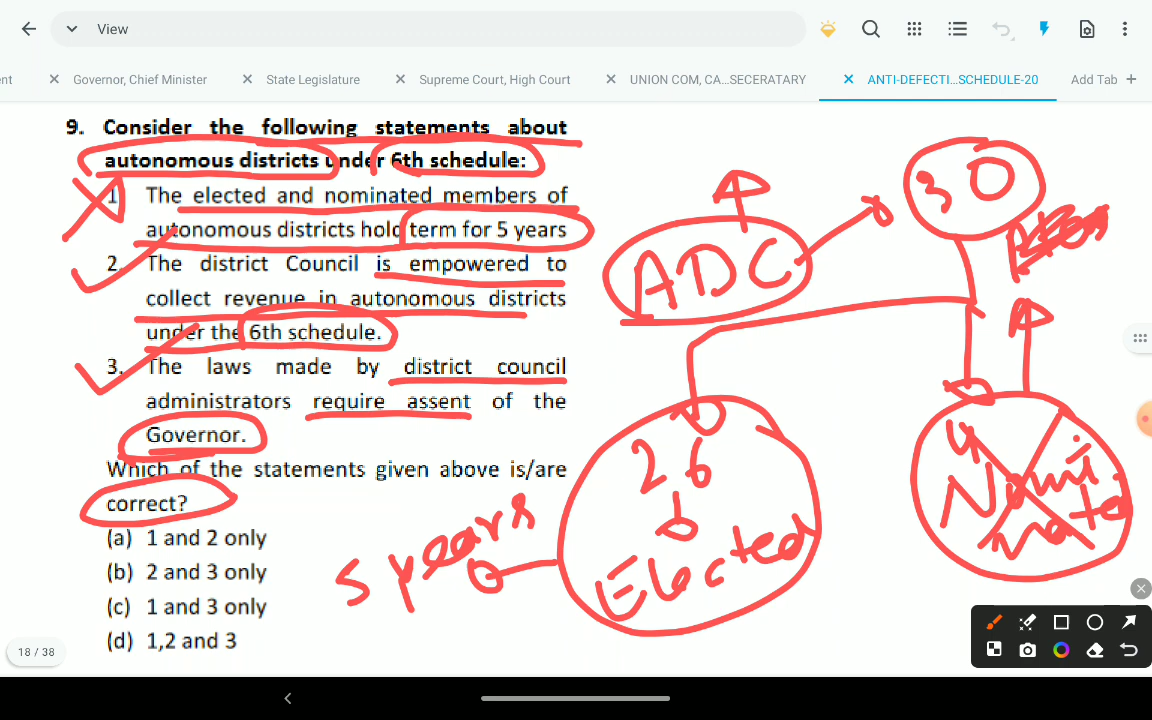 View
nt
Governor, Chief Minister
State Legislature
Supreme Court, High Court
UNION COM, CA...SECERATARY
ANTI-DEFECTI...SCHEDULE-20
Add Tab
9. Consider the following statements about
autonomous districts under 6th schedule:
1. The elected and nominated members of
autonomous districts hold term for 5 years
2. The district Council is empowered to
collect revenue in autonomous districts
under the 6th schedule.
3. The laws made by district council
administrators require assent of the
Governor.
Which of the statements given above is/are
correct?
(a) 1 and 2 only
(b) 2 and 3 only
(c) 1 and 3 only
(d) 1,2 and 3
ADC
30
26
Elected
5 years
4
Nomi
nated
18 / 38